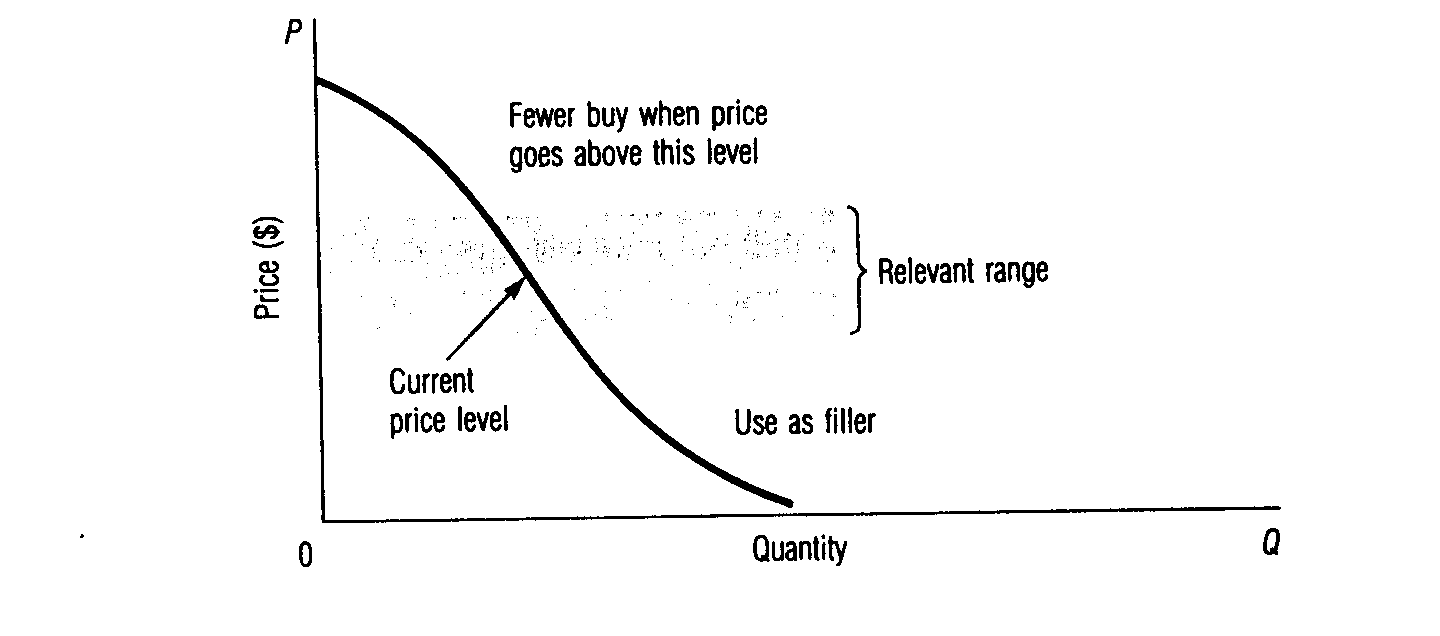 P
Fewer buy when price
goes above this level
Price ($)
Relevant range
Current
price level
Use as filler
0
Quantity
Q